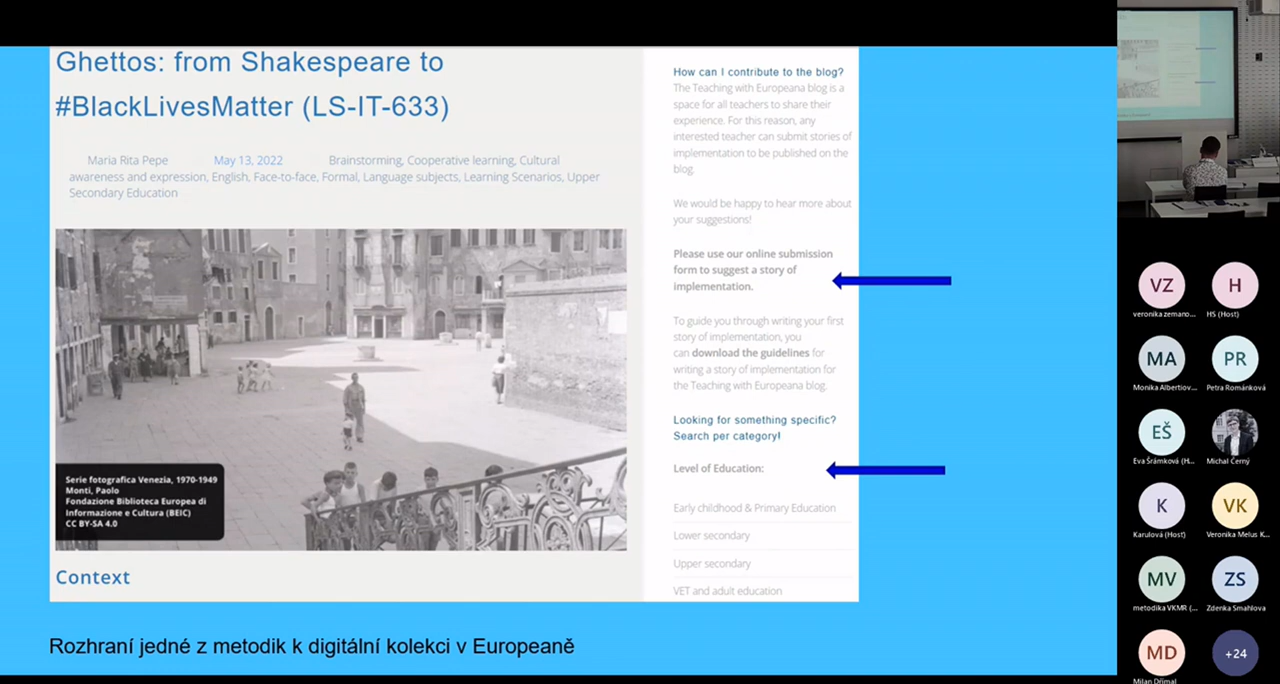 Ghettos: from Shakespeare to
#BlackLivesMatter (LS-IT-633)
Maria Rita Pepe May 13, 2022 Brainstorming, Cooperative learning, Cultural
awareness and expression, English, Face-to-face, Formal, Language subjects, Learning Scenarios, Upper
Secondary Education
Serie fotografica Venezia, 1970-1949
Monti, Paolo
Fondazione Biblioteca Europea di
Informazione e Cultura (BEIC)
CC BY-SA 4.0
Context
How can I contribute to the blog?
The Teaching with Europeana blog is a
space for all teachers to share their
experience. For this reason, any
interested teacher can submit stories of
implementation to be published on the
blog.
We would be happy to hear more about
your suggestions!
Please use our online submission
form to suggest a story of
implementation.
To guide you through writing your first
story of implementation, you
can download the guidelines for
writing a story of implementation for
the Teaching with Europeana blog.
Looking for something specific?
Search per category!
Level of Education:
Early childhood & Primary Education
Lower secondary
Upper secondary
VET and adult education
Rozhraní jedné z metodik k digitální kolekci v Europeaně
VZ
veronika zemano...
H
HS (Host)
MA
Monika Albertiov...
PR
Petra Románková
EŠ
Eva Šrámková (H...
Michal Černý
K
Karulová (Host)
VK
Veronika Melus K...
MV
metodika VKMR (...
ZS
Zdenka Smahlova
MD
Milan Dřímal
+24